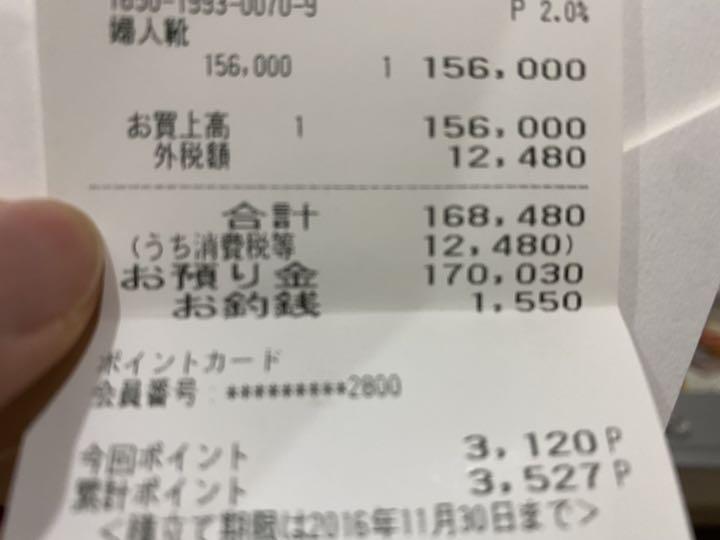 1650-1993-0070-9 P 2.0%
婦人靴
156,000 1 156,000
お買上高 1 156,000
外税額 12,480
合計 168,480
(うち消費税等 12,480)
お預り金 170,030
お釣銭 1,550
ポイントカード
会員番号 *********2800
今回ポイント 3,120P
累計ポイント 3,527P
<積立て期限は2016年11月30日まで>